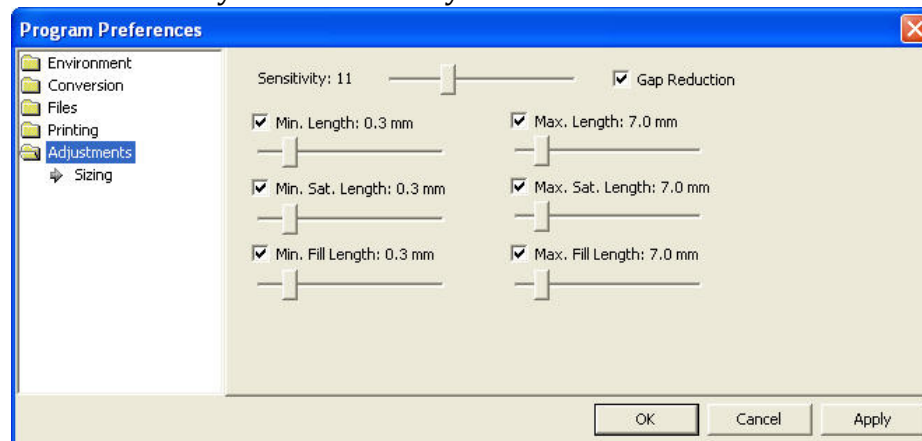 Program Preferences
Environment
Conversion
Files
Printing
Adjustments
Sizing
Sensitivity: 11
Gap Reduction
Min. Length: 0.3 mm
Max. Length: 7.0 mm
Min. Sat. Length: 0.3 mm
Max. Sat. Length: 7.0 mm
Min. Fill Length: 0.3 mm
Max. Fill Length: 7.0 mm
OK
Cancel
Apply